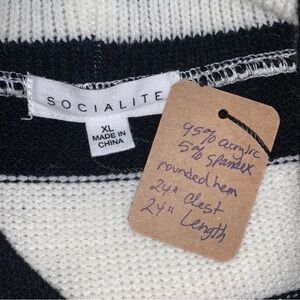 SOCIALITE
XL
MADE IN
CHINA
95% acrylic
5% spandex
rounded hem
24" Chest
24" Length